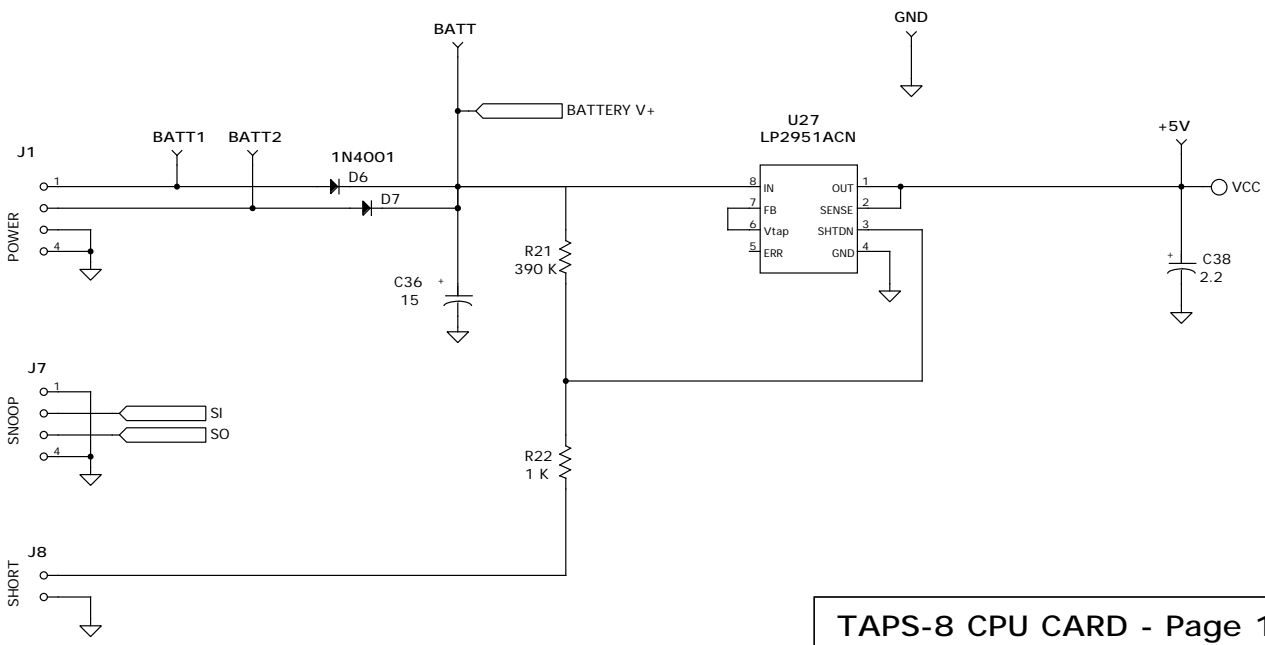 GND
BATT
BATTERY V+
U27
LP2951ACN
+5V
J1
BATT1
BATT2
1N4001
D6
D7
1
4
POWER
8 IN
7 FB
6 Vtap
5 ERR
OUT 1
SENSE 2
SHTDN 3
GND 4
VCC
R21
390 K
C36
15
+
+
C38
2.2
J7
1
4
SNOOP
SI
SO
R22
1 K
J8
SHORT
TAPS-8 CPU CARD - Page 1